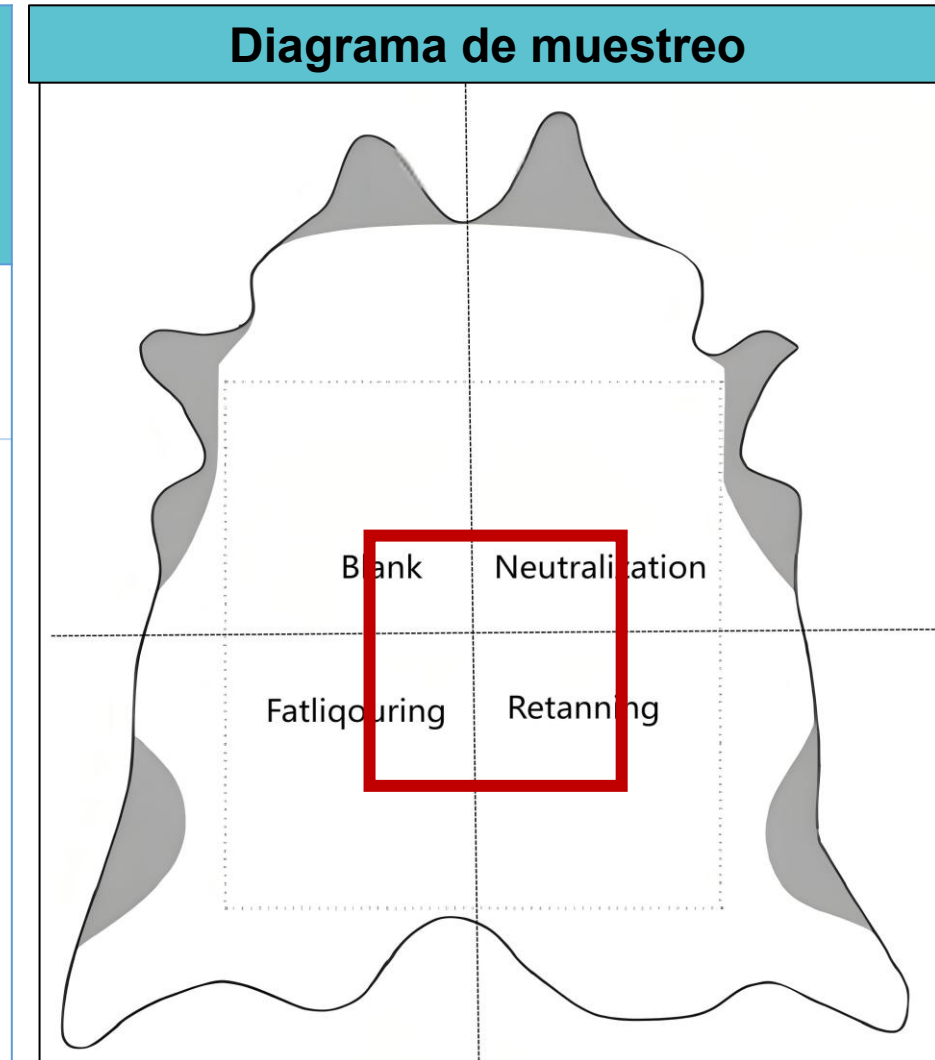 Diagrama de muestreo
Blank Neutralization
Fatliqouring Retanning